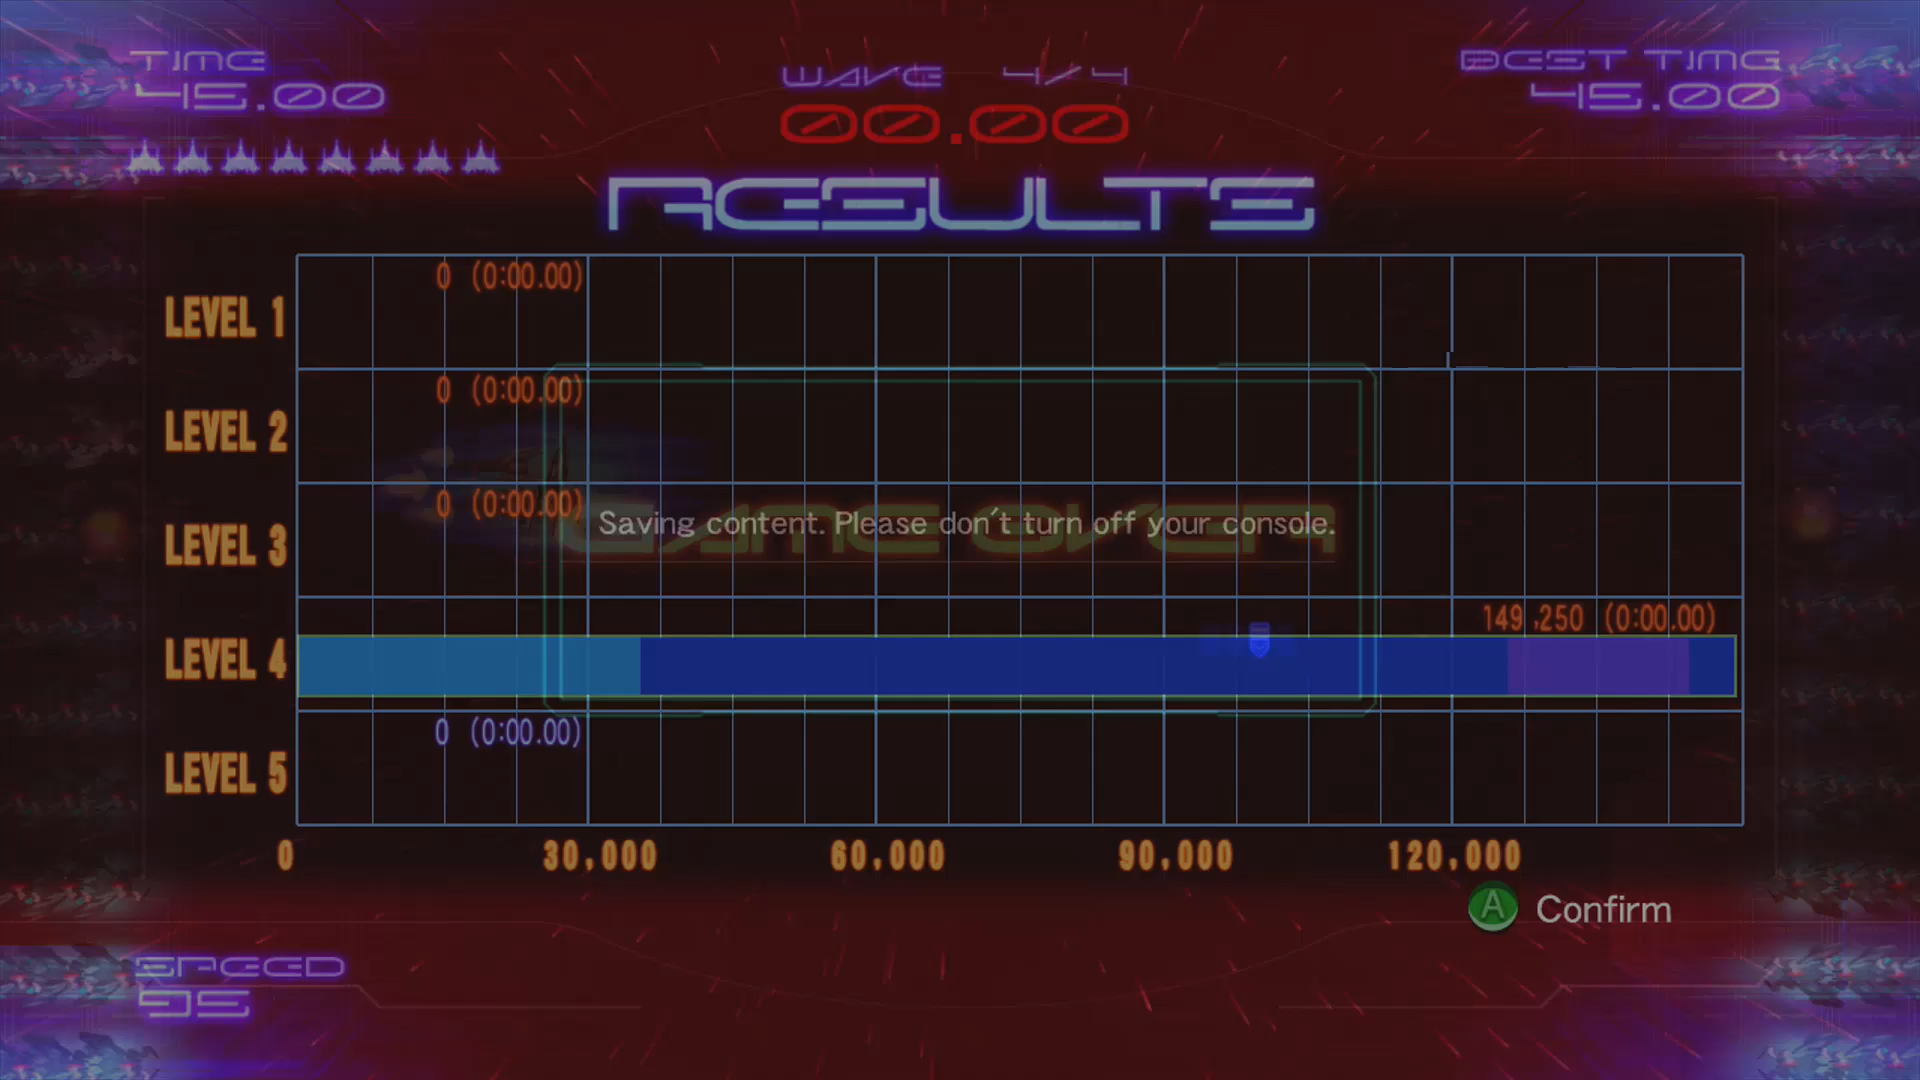 TIME
45.00
WAVE 4/4
00.00
BEST TIME
45.00
RESULTS
LEVEL 1
0 (0:00.00)
LEVEL 2
0 (0:00.00)
LEVEL 3
0 (0:00.00)
GAME OVER
Saving content. Please don't turn off your console.
LEVEL 4
149,250 (0:00.00)
LEVEL 5
0 (0:00.00)
0 30,000 60,000 90,000 120,000
A Confirm
SPEED
95